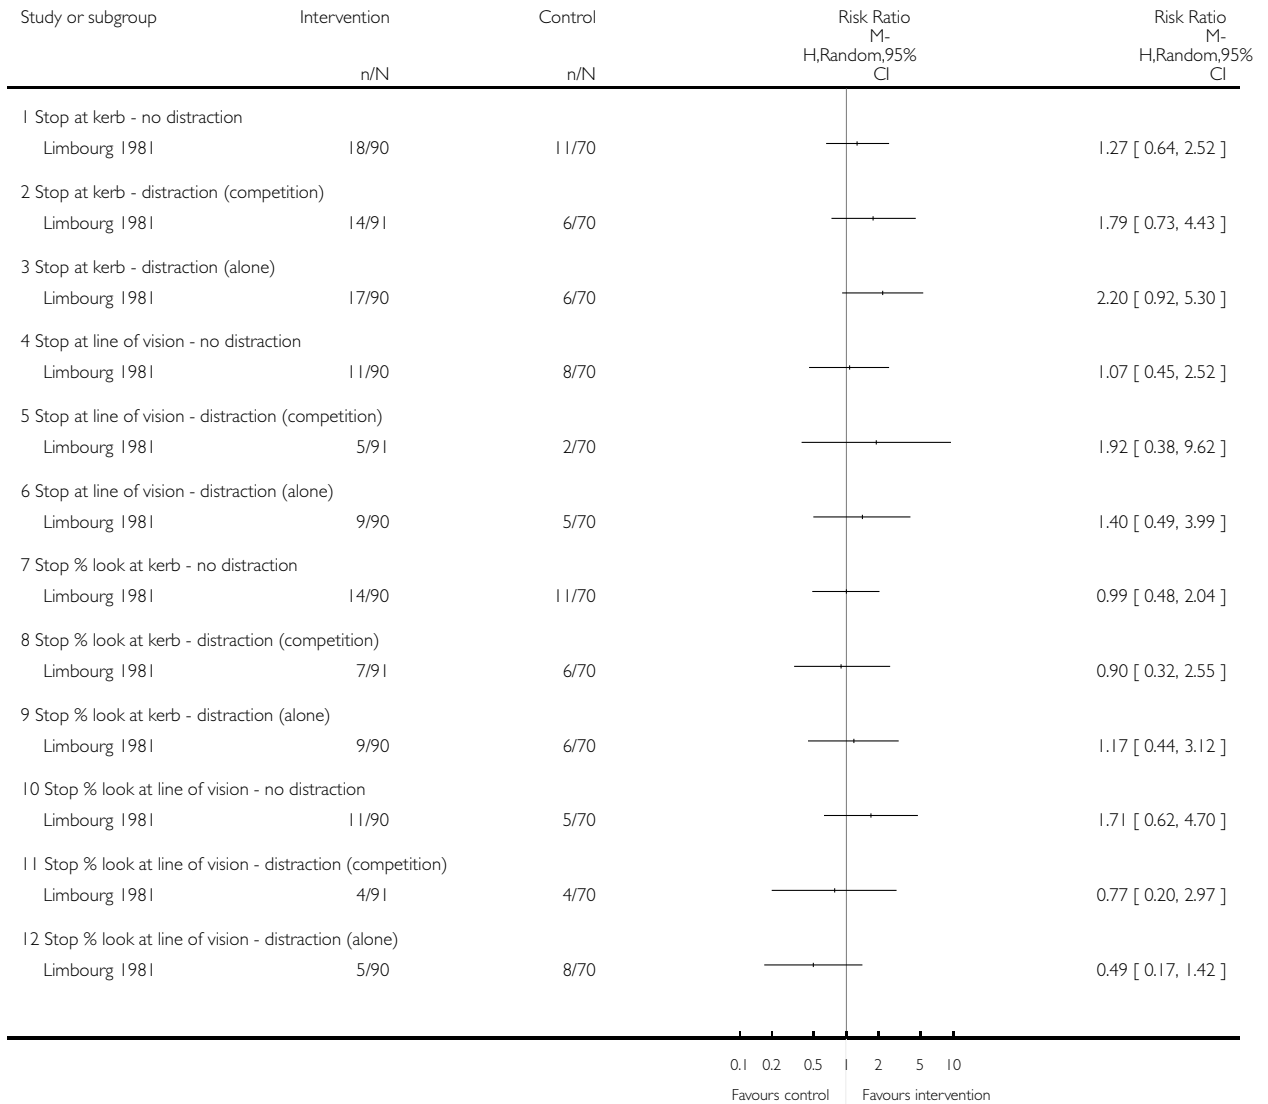 Study or subgroup Intervention Control Risk Ratio Risk Ratio
M- M-
H,Random,95% H,Random,95%
n/N n/N CI CI
1 Stop at kerb - no distraction
Limbourg 1981 18/90 11/70 1.27 [ 0.64, 2.52 ]
2 Stop at kerb - distraction (competition)
Limbourg 1981 14/91 6/70 1.79 [ 0.73, 4.43 ]
3 Stop at kerb - distraction (alone)
Limbourg 1981 17/90 6/70 2.20 [ 0.92, 5.30 ]
4 Stop at line of vision - no distraction
Limbourg 1981 11/90 8/70 1.07 [ 0.45, 2.52 ]
5 Stop at line of vision - distraction (competition)
Limbourg 1981 5/91 2/70 1.92 [ 0.38, 9.62 ]
6 Stop at line of vision - distraction (alone)
Limbourg 1981 9/90 5/70 1.40 [ 0.49, 3.99 ]
7 Stop % look at kerb - no distraction
Limbourg 1981 14/90 11/70 0.99 [ 0.48, 2.04 ]
8 Stop % look at kerb - distraction (competition)
Limbourg 1981 7/91 6/70 0.90 [ 0.32, 2.55 ]
9 Stop % look at kerb - distraction (alone)
Limbourg 1981 9/90 6/70 1.17 [ 0.44, 3.12 ]
10 Stop % look at line of vision - no distraction
Limbourg 1981 11/90 5/70 1.71 [ 0.62, 4.70 ]
11 Stop % look at line of vision - distraction (competition)
Limbourg 1981 4/91 4/70 0.77 [ 0.20, 2.97 ]
12 Stop % look at line of vision - distraction (alone)
Limbourg 1981 5/90 8/70 0.49 [ 0.17, 1.42 ]
0.1 0.2 0.5 1 2 5 10
Favours control Favours intervention